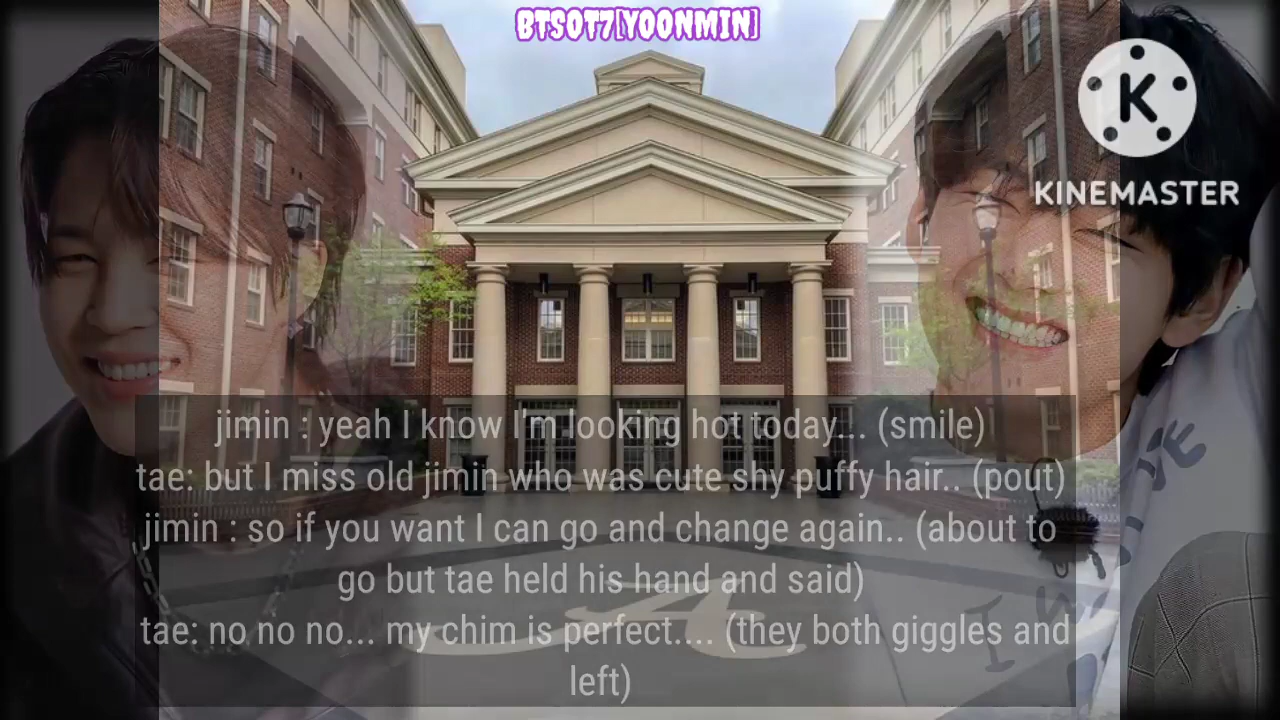 BTSOT7[YOONMIN]
K
KINEMASTER
jimin : yeah I know I'm looking hot today... (smile)
tae: but I miss old jimin who was cute shy puffy hair.. (pout)
jimin : so if you want I can go and change again.. (about to
go but tae held his hand and said)
tae: no no no... my chim is perfect.... (they both giggles and
left)
A